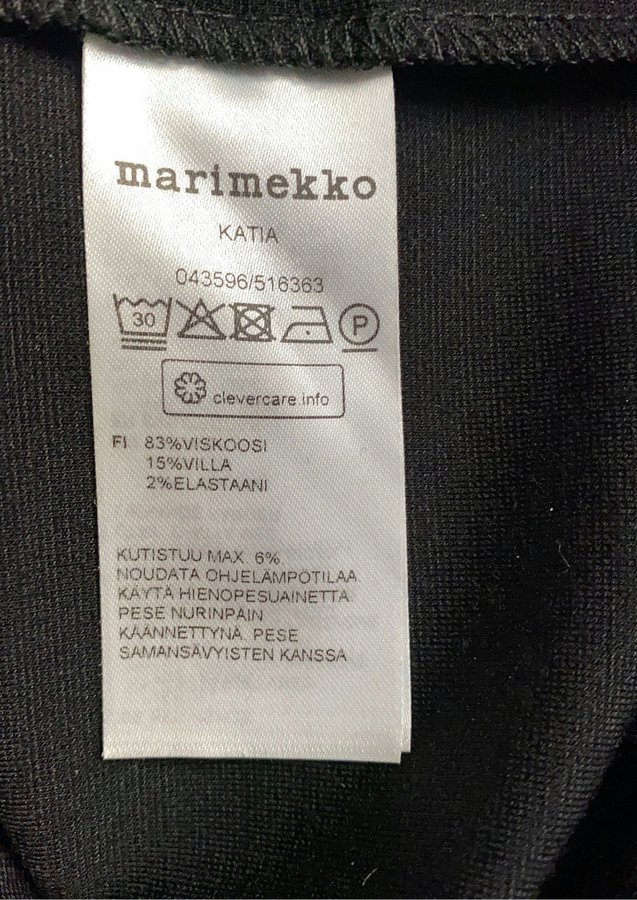 marimekko
KATIA
043596/516363
30 P
clevercare.info
FI 83%VISKOOSI
15%VILLA
2%ELASTAANI
KUTISTUU MAX. 6%.
NOUDATA OHJELÄMPÖTILAA.
KÄYTÄ HIENOPESUAINETTA.
PESE NURINPÄIN
KÄÄNNETTYNÄ. PESE
SAMANSÄVYISTEN KANSSA